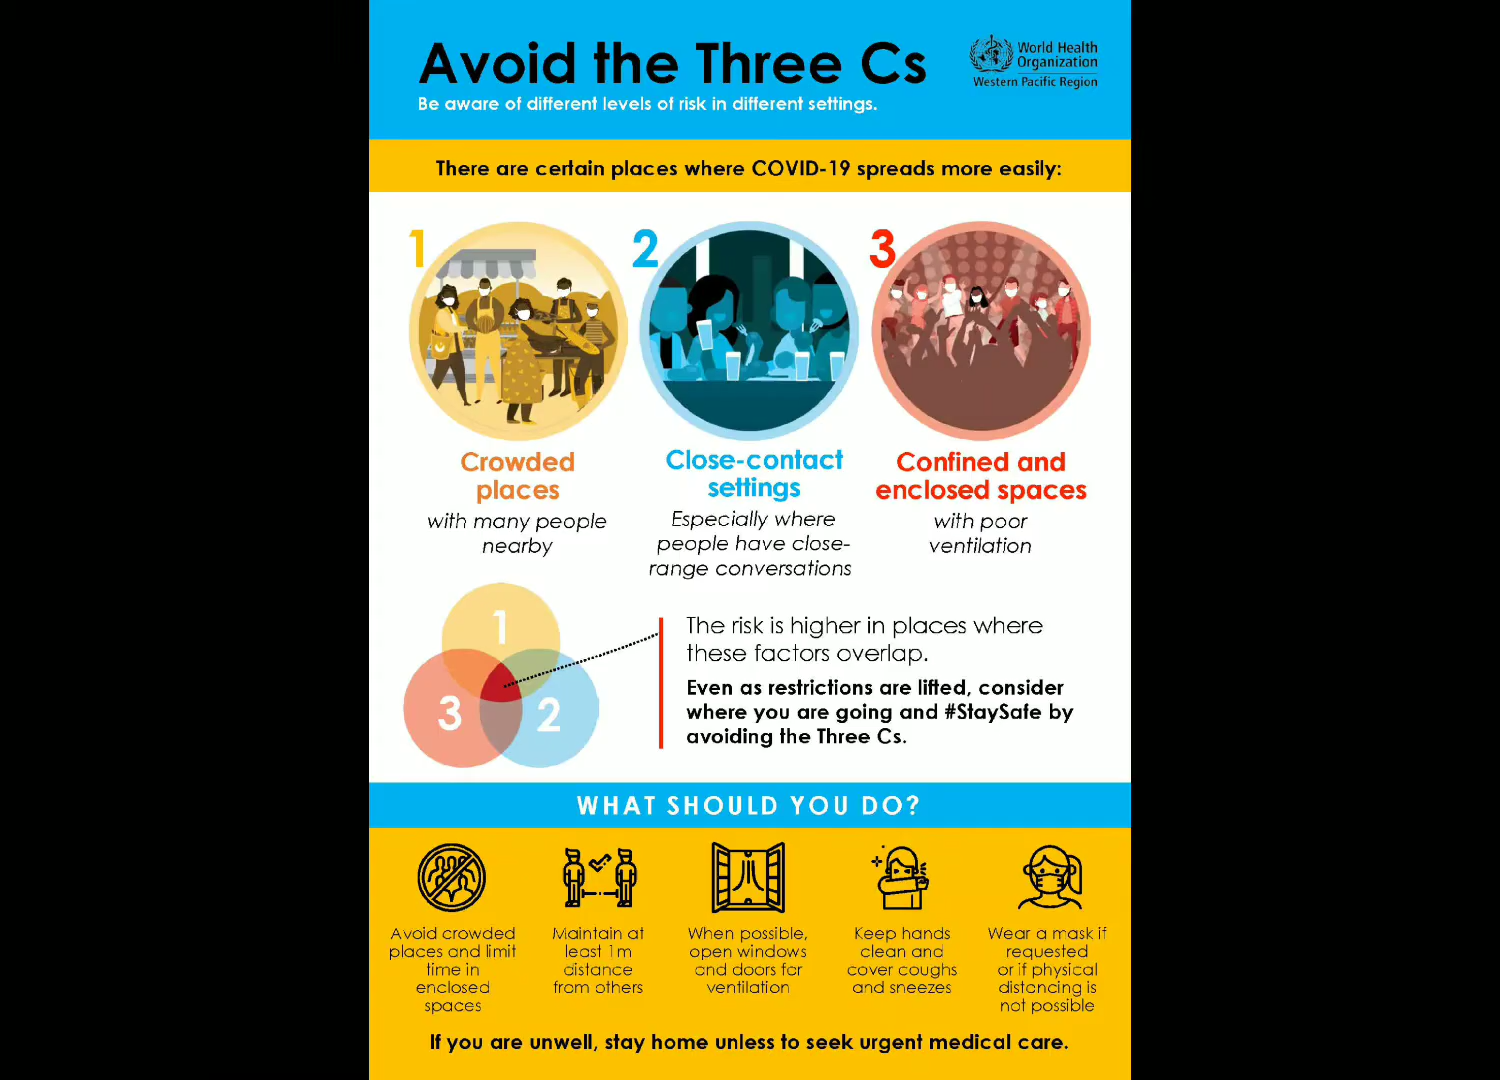 Avoid the Three Cs
Be aware of different levels of risk in different settings.
World Health
Organization
Western Pacific Region
There are certain places where COVID-19 spreads more easily:
1
2
3
Crowded
places
with many people
nearby
Close-contact
settings
Especially where
people have close-
range conversations
Confined and
enclosed spaces
with poor
ventilation
1
3
2
The risk is higher in places where
these factors overlap.
Even as restrictions are lifted, consider
where you are going and #StaySafe by
avoiding the Three Cs.
WHAT SHOULD YOU DO?
Avoid crowded
places and limit
time in
enclosed
spaces
Maintain at
least 1m
distance
from others
When possible,
open windows
and doors for
ventilation
Keep hands
clean and
cover coughs
and sneezes
Wear a mask if
requested
or if physical
distancing is
not possible
If you are unwell, stay home unless to seek urgent medical care.